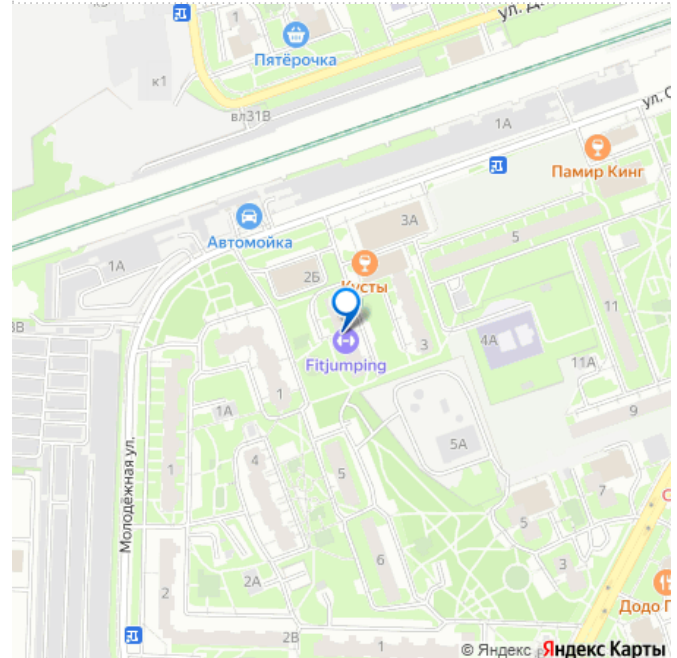 ул. Д
Пятёрочка
1
к1
вл31В
ул. С
1А
Памир Кинг
3А
5
Автомойка
1А
2Б
Кусты
11
3В
4А
3
Fitjumping
11А
1
1А
9
5А
Молодёжная ул.
1
4
5
7
5
6
3
2А
2
Додо П
2В
© Яндекс Яндекс Карты